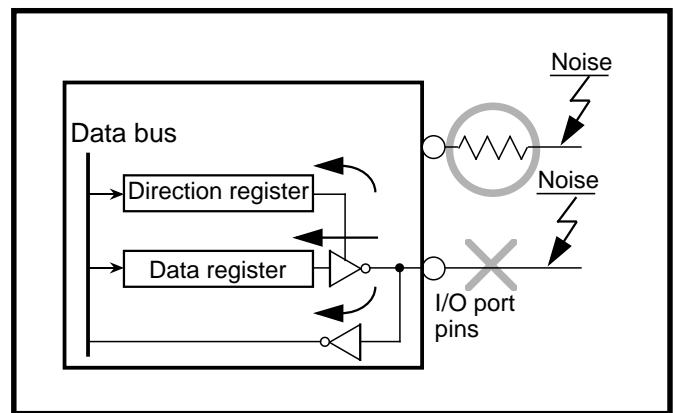 Noise
Data bus
Direction register
Noise
Data register
I/O port
pins